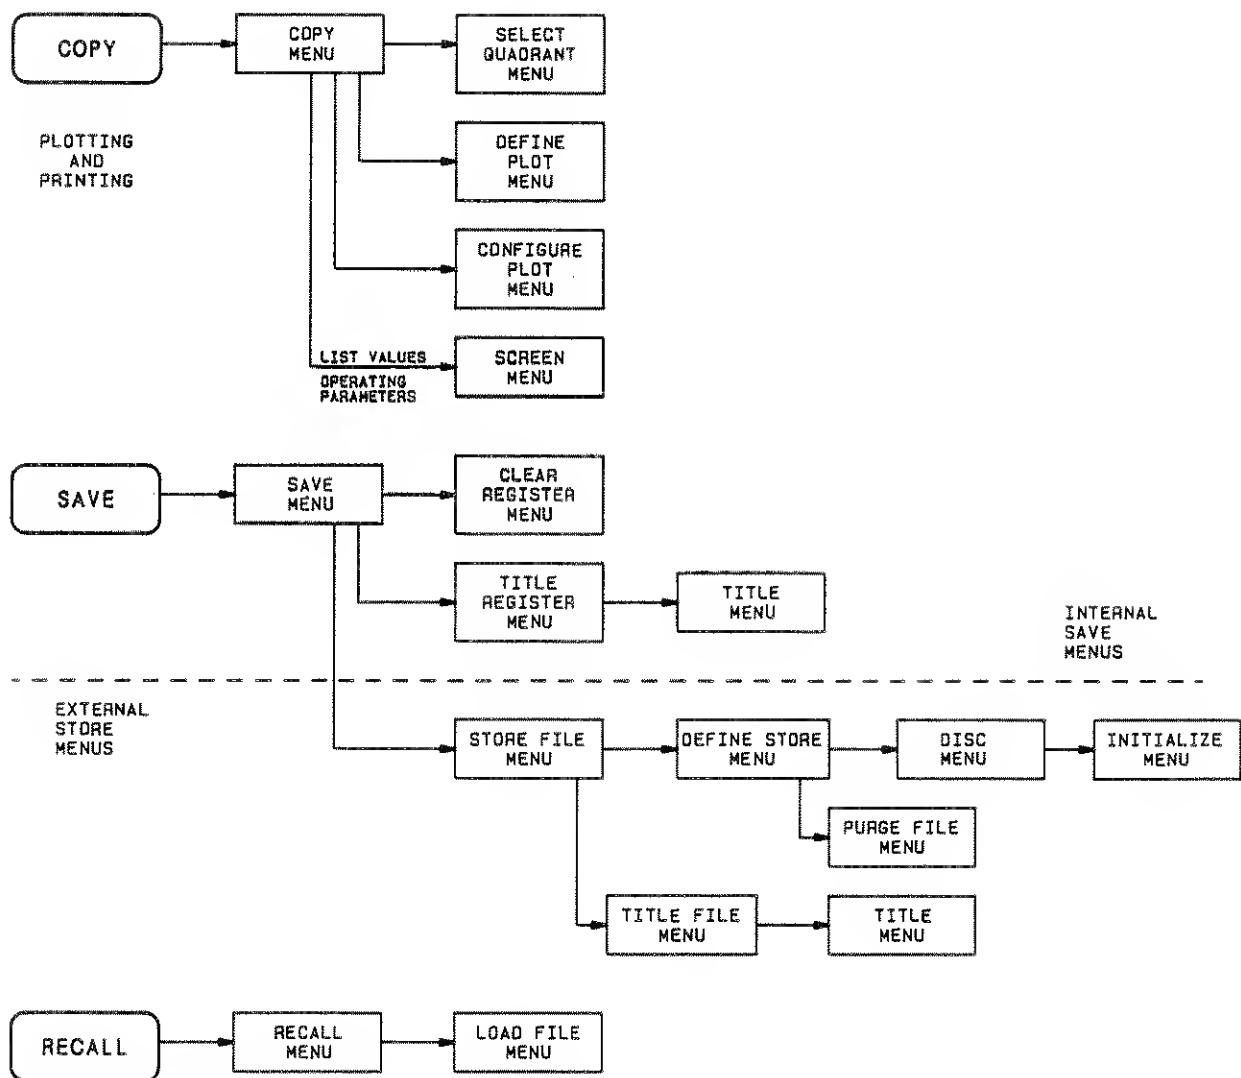 COPY
COPY
MENU
SELECT
QUADRANT
MENU
PLOTTING
AND
PRINTING
DEFINE
PLOT
MENU
CONFIGURE
PLOT
MENU
LIST VALUES
OPERATING
PARAMETERS
SCREEN
MENU
SAVE
SAVE
MENU
CLEAR
REGISTER
MENU
TITLE
REGISTER
MENU
TITLE
MENU
INTERNAL
SAVE
MENUS
EXTERNAL
STORE
MENUS
STORE FILE
MENU
DEFINE STORE
MENU
DISC
MENU
INITIALIZE
MENU
PURGE FILE
MENU
TITLE FILE
MENU
TITLE
MENU
RECALL
RECALL
MENU
LOAD FILE
MENU